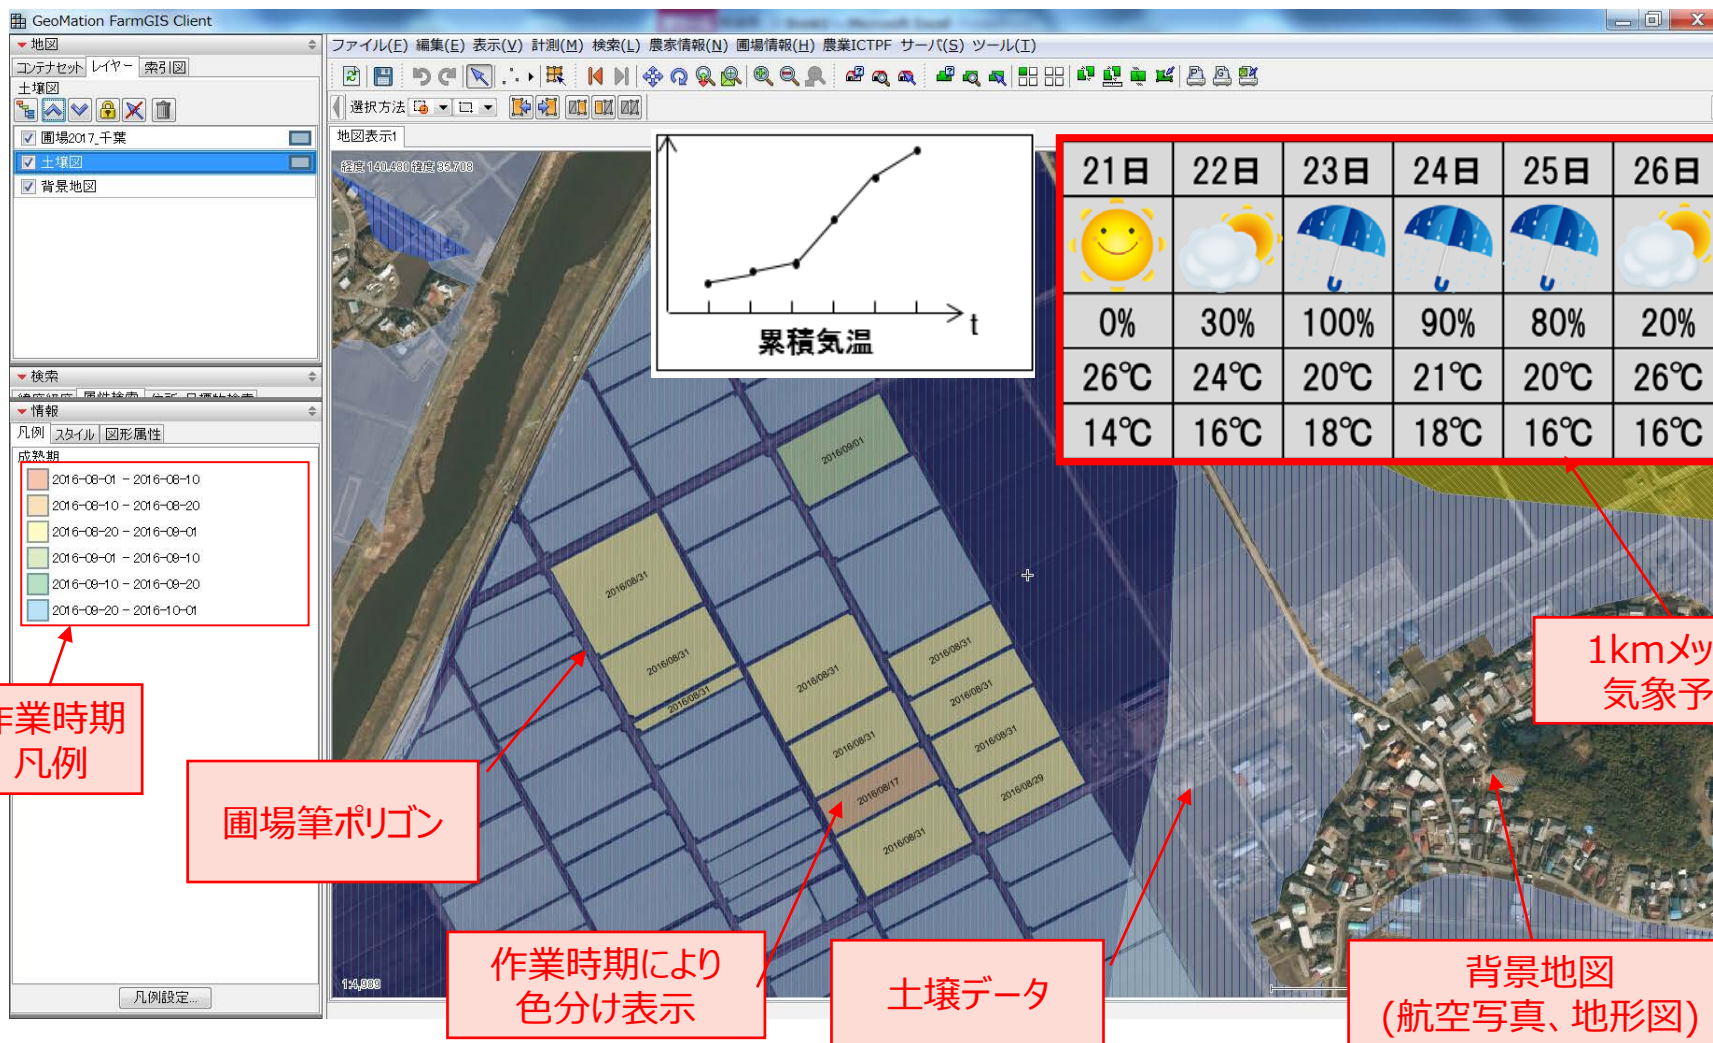 GeoMation FarmGIS Client
地図
コンテナセット レイヤー 索引図
土壌図
圃場2017_千葉
土壌図
背景地図
検索
属性検索
情報
凡例 スタイル 図形属性
成熟期
2016-08-01 - 2016-08-10
2016-08-10 - 2016-08-20
2016-08-20 - 2016-09-01
2016-09-01 - 2016-09-10
2016-09-10 - 2016-09-20
2016-09-20 - 2016-10-01
凡例設定...
ファイル(F) 編集(E) 表示(V) 計測(M) 検索(L) 農家情報(N) 圃場情報(H) 農業ICTPF サーバ(S) ツール(T)
選択方法
地図表示1
経度 140.480 緯度 35.708
t
累積気温
21日 22日 23日 24日 25日 26日
0% 30% 100% 90% 80% 20%
26℃ 24℃ 20℃ 21℃ 20℃ 26℃
14℃ 16℃ 18℃ 18℃ 16℃ 16℃
2016/09/01
2016/08/31
2016/08/31
2016/08/31
2016/08/31
2016/08/31
2016/08/31
2016/08/31
2016/08/31
2016/08/17
2016/08/29
2016/08/31
1kmメッ
気象予
作業時期
凡例
圃場筆ポリゴン
作業時期により
色分け表示
土壌データ
背景地図
(航空写真、地形図)